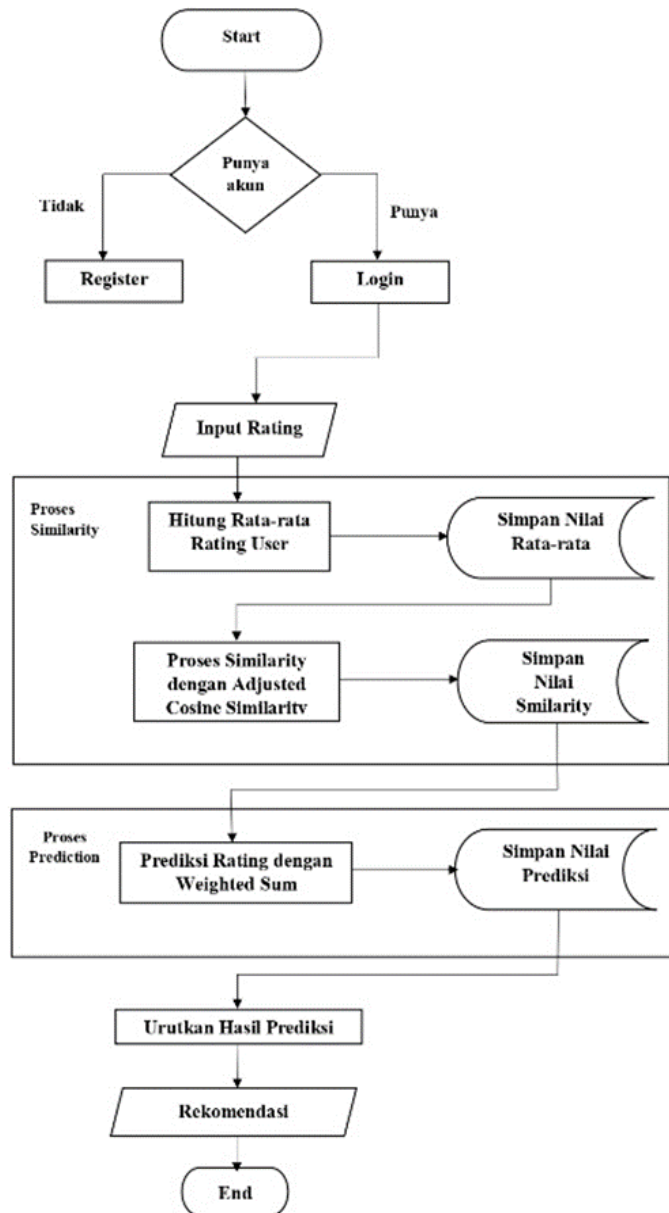 Start
Punya
akun
Tidak
Punya
Register
Login
Input Rating
Proses
Similarity
Hitung Rata-rata
Rating User
Simpan Nilai
Rata-rata
Proses Similarity
dengan Adjusted
Cosine Similarity
Simpan
Nilai
Smilarity
Proses
Prediction
Prediksi Rating dengan
Weighted Sum
Simpan Nilai
Prediksi
Urutkan Hasil Prediksi
Rekomendasi
End